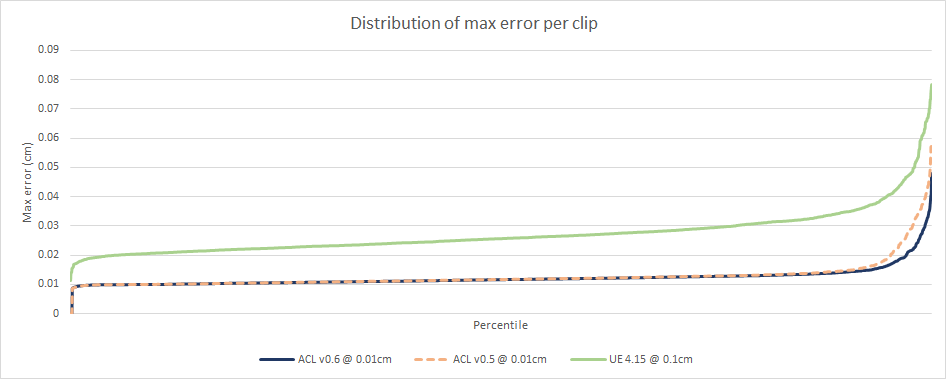 Distribution of max error per clip
0.09
0.08
0.07
0.06
0.05
0.04
0.03
0.02
0.01
0
Max error (cm)
Percentile
ACL v0.6 @ 0.01cm ACL v0.5 @ 0.01cm UE 4.15 @ 0.1cm